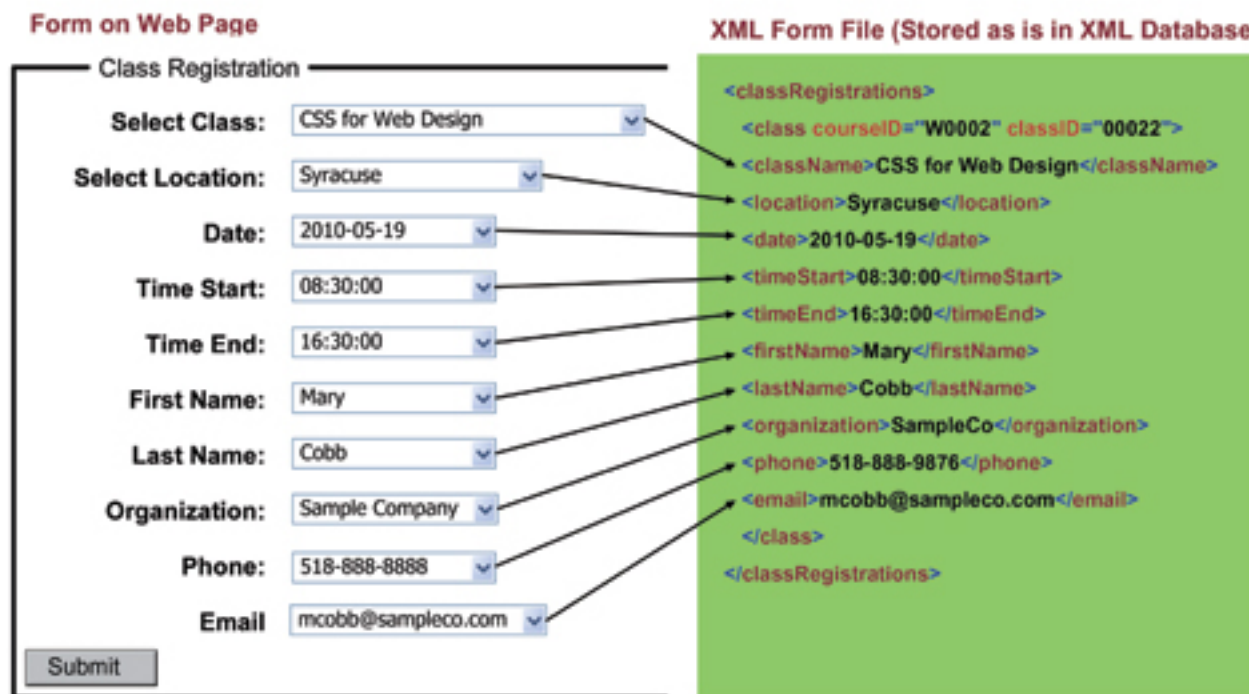 Form on Web Page
Class Registration
Select Class: CSS for Web Design
Select Location: Syracuse
Date: 2010-05-19
Time Start: 08:30:00
Time End: 16:30:00
First Name: Mary
Last Name: Cobb
Organization: Sample Company
Phone: 518-888-8888
Email mcobb@sampleco.com
Submit
XML Form File (Stored as is in XML Database
<classRegistrations>
<class courseID="W0002" classID="00022">
<className>CSS for Web Design</className>
<location>Syracuse</location>
<date>2010-05-19</date>
<timeStart>08:30:00</timeStart>
<timeEnd>16:30:00</timeEnd>
<firstName>Mary</firstName>
<lastName>Cobb</lastName>
<organization>SampleCo</organization>
<phone>518-888-9876</phone>
<email>mcobb@sampleco.com</email>
</class>
</classRegistrations>